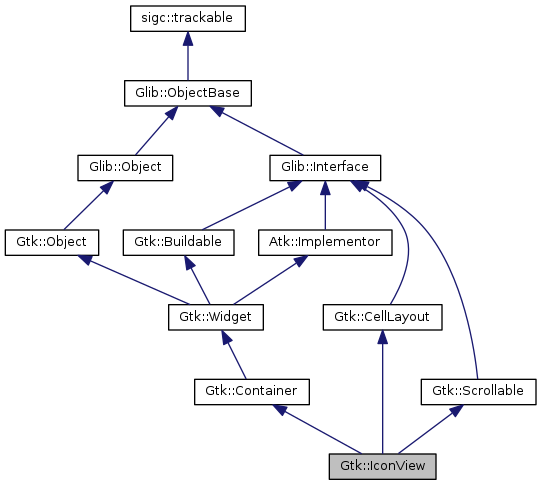 sigc::trackable
Glib::ObjectBase
Glib::Object
Glib::Interface
Gtk::Object
Gtk::Buildable
Atk::Implementor
Gtk::Widget
Gtk::CellLayout
Gtk::Container
Gtk::Scrollable
Gtk::IconView